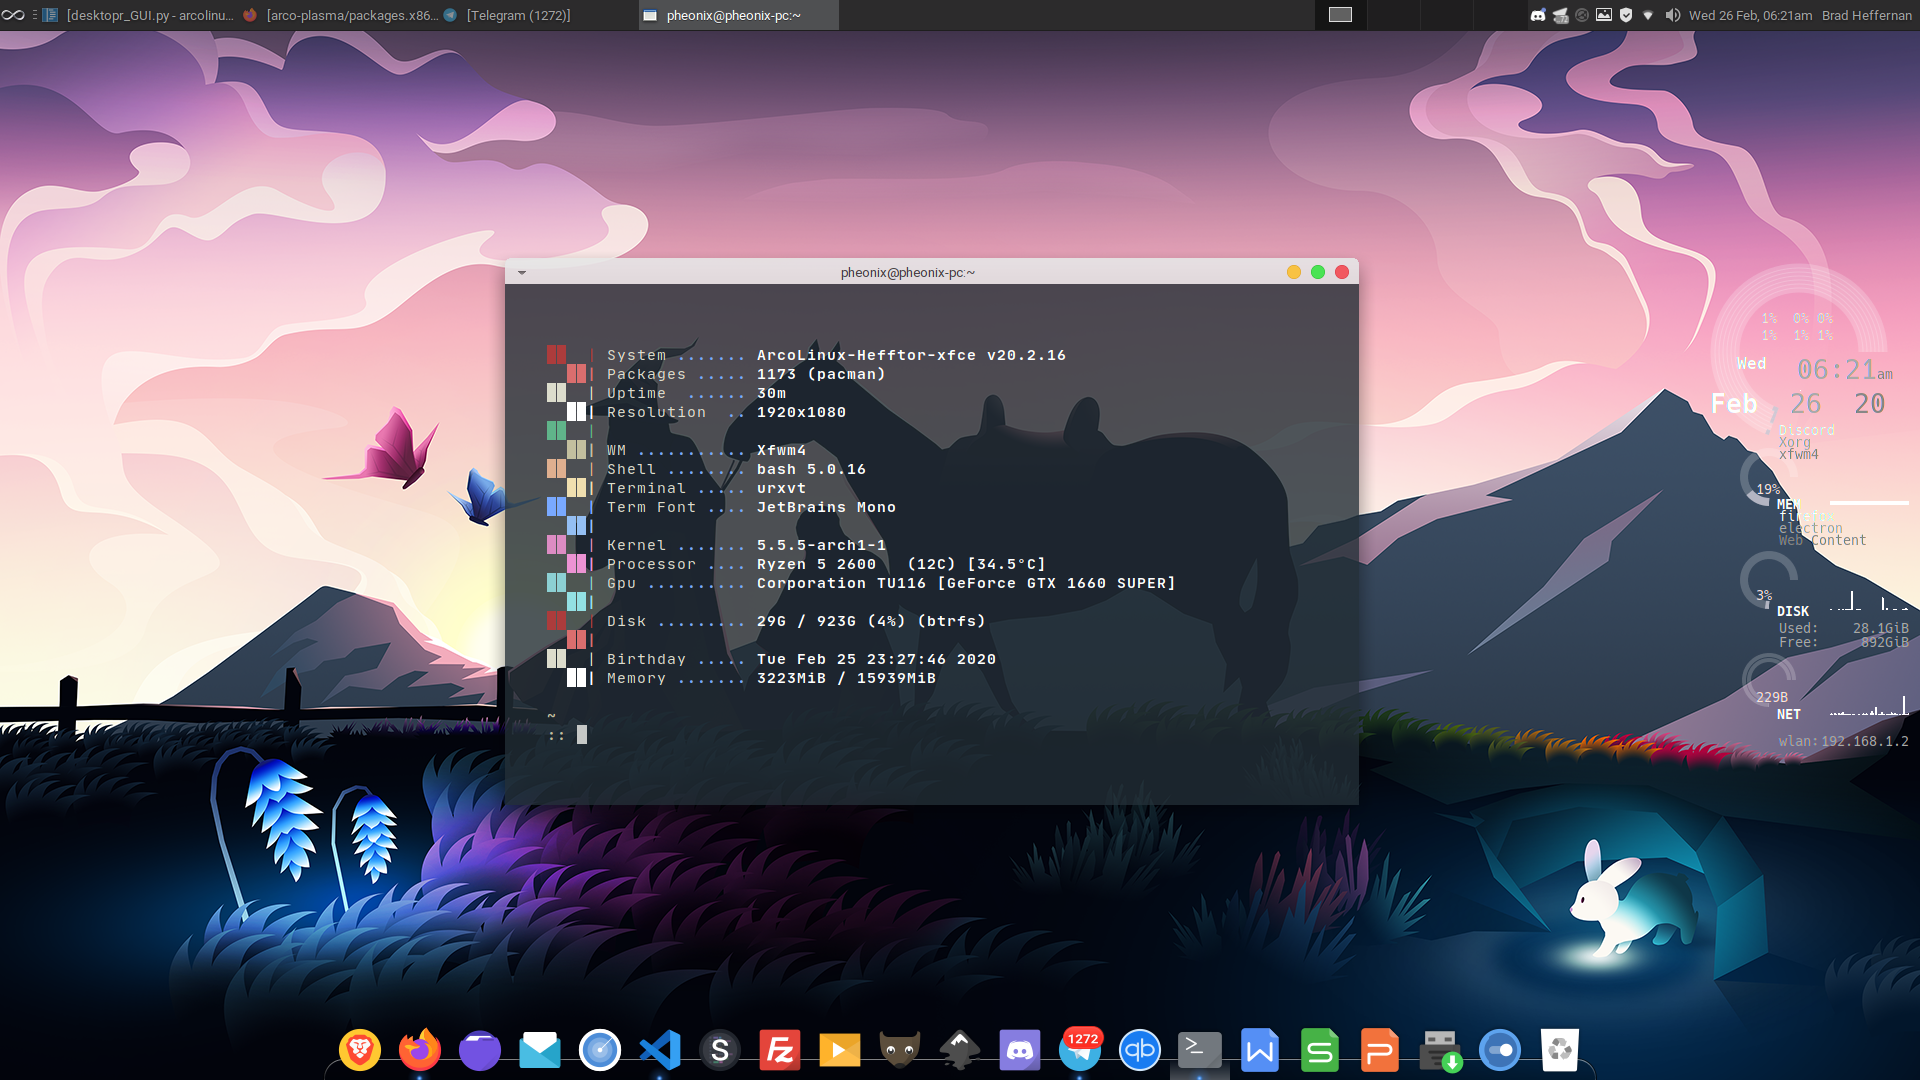 [desktopr_GUI.py - arcolinu... [arco-plasma/packages.x86... [Telegram (1272)] pheonix@pheonix-pc:~ 72 Wed 26 Feb, 06:21am Brad Heffernan
pheonix@pheonix-pc:~
System ....... ArcoLinux-Hefftor-xfce v20.2.16
Packages ..... 1173 (pacman)
Uptime ...... 30m
Resolution .. 1920x1080
WM ........... Xfwm4
Shell ........ bash 5.0.16
Terminal ..... urxvt
Term Font .... JetBrains Mono
Kernel ....... 5.5.5-arch1-1
Processor .... Ryzen 5 2600 (12C) [34.5°C]
Gpu .......... Corporation TU116 [GeForce GTX 1660 SUPER]
Disk ......... 29G / 923G (4%) (btrfs)
Birthday ..... Tue Feb 25 23:27:46 2020
Memory ....... 3223MiB / 15939MiB
~
::
1% 0% 0%
1% 1% 1%
Wed 06:21am
Feb, 26 20
Discord
Xorg
xfwm4
19%
MEM
firefox
electron
Web Content
3%
DISK
Used: 28.1GiB
Free: 892GiB
229B
NET
wlan:192.168.1.2
S
FZ
1272
qb
>_
W
S
P